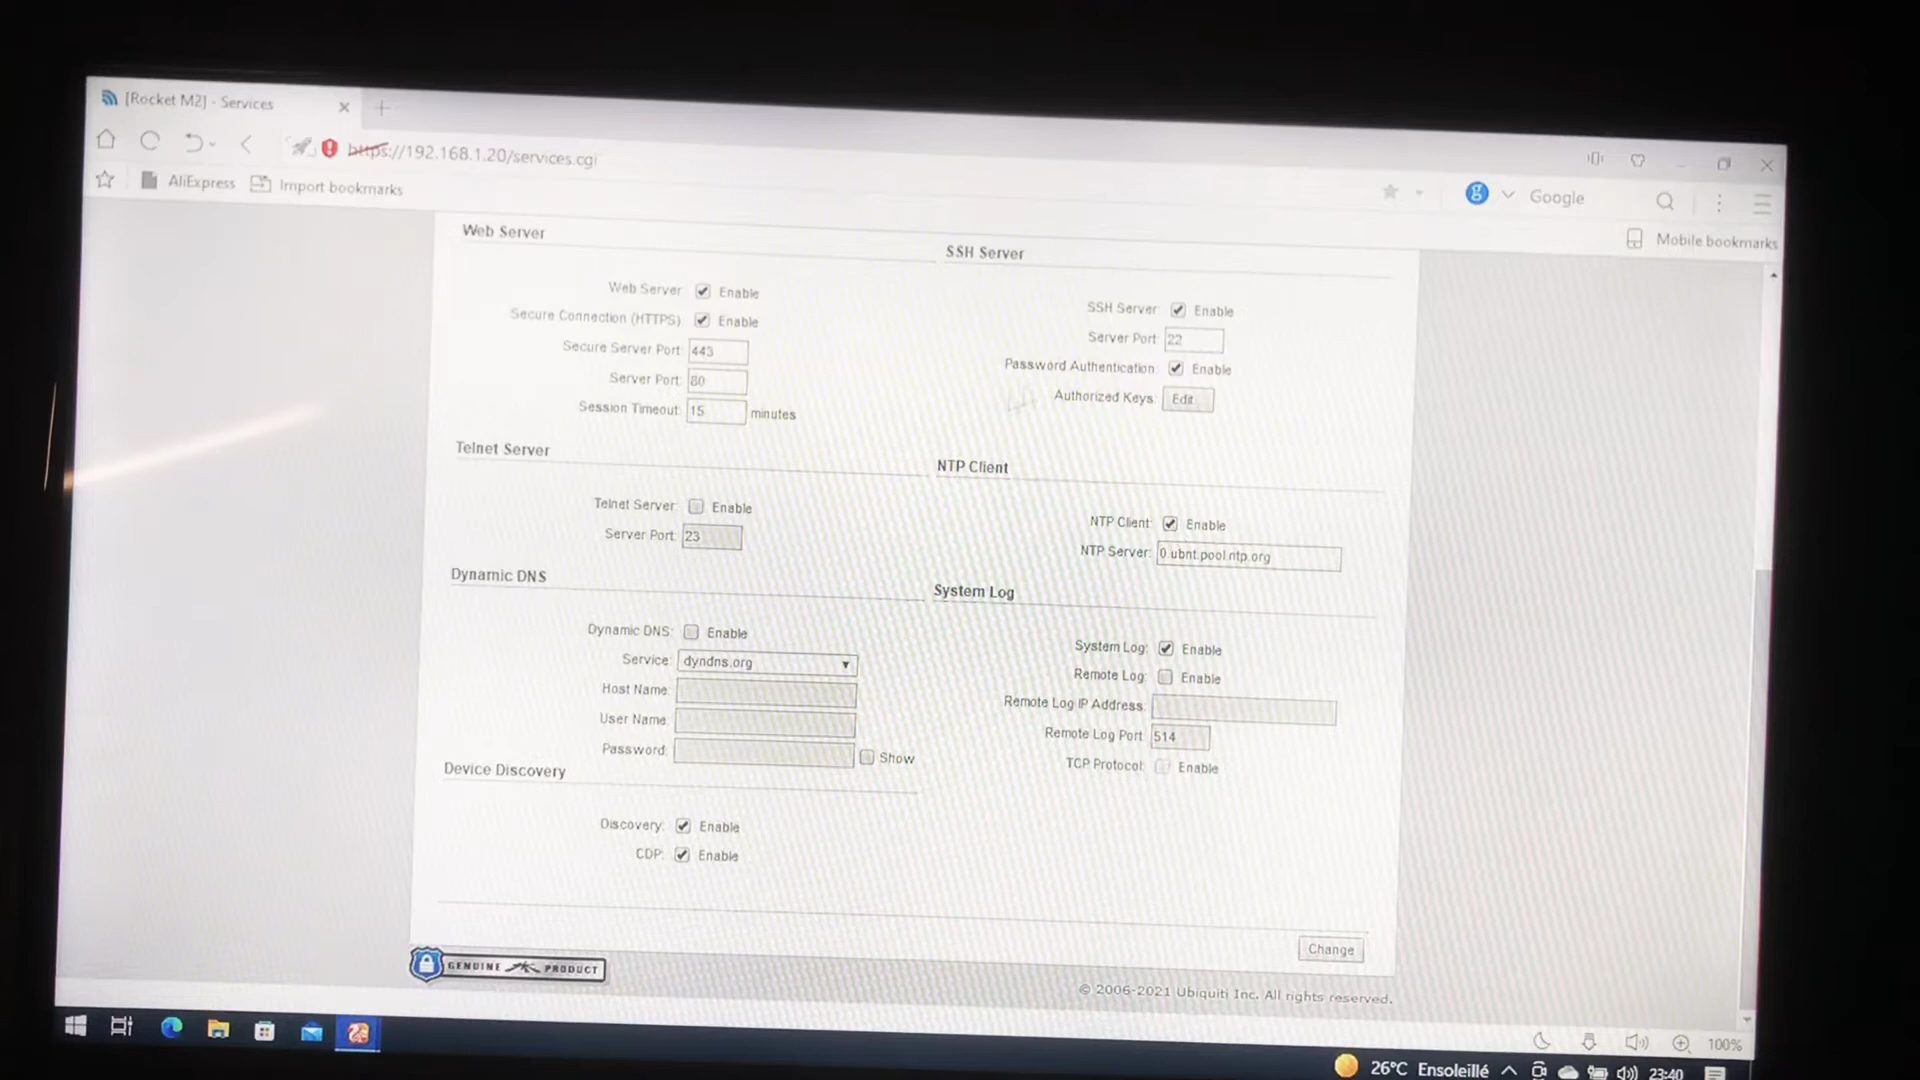 [Rocket M2] - Services
https://192.168.1.20/services.cgi
AliExpress Import bookmarks
Google
Mobile bookmarks
Web Server
Web Server: Enable
Secure Connection (HTTPS): Enable
Secure Server Port: 443
Server Port: 80
Session Timeout: 15 minutes
SSH Server
SSH Server: Enable
Server Port: 22
Password Authentication: Enable
Authorized Keys: Edit...
Telnet Server
Telnet Server: Enable
Server Port: 23
NTP Client
NTP Client: Enable
NTP Server: 0.ubnt.pool.ntp.org
Dynamic DNS
Dynamic DNS: Enable
Service: dyndns.org
Host Name:
User Name:
Password: Show
System Log
System Log: Enable
Remote Log: Enable
Remote Log IP Address:
Remote Log Port: 514
TCP Protocol: Enable
Device Discovery
Discovery: Enable
CDP: Enable
Change
GENUINE PRODUCT
© 2006-2021 Ubiquiti Inc. All rights reserved.
100%
26°C Ensoleillé 23:40